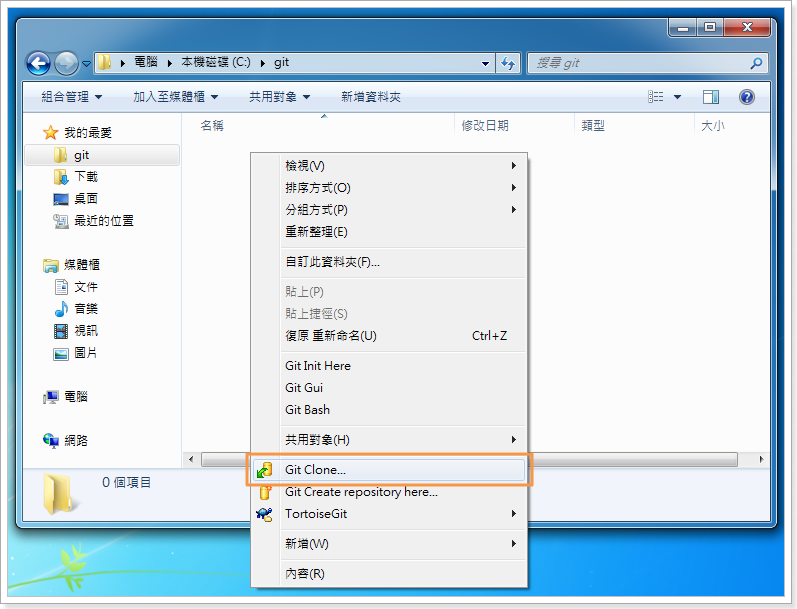 電腦 本機磁碟 (C:) git
搜尋 git
組合管理 加入至媒體櫃 共用對象 新增資料夾
名稱 修改日期 類型 大小
我的最愛
git
下載
桌面
最近的位置
媒體櫃
文件
音樂
視訊
圖片
電腦
網路
檢視(V)
排序方式(O)
分組方式(P)
重新整理(E)
自訂此資料夾(F)...
貼上(P)
貼上捷徑(S)
復原 重新命名(U) Ctrl+Z
Git Init Here
Git Gui
Git Bash
共用對象(H)
Git Clone...
Git Create repository here...
TortoiseGit
新增(W)
內容(R)
0 個項目